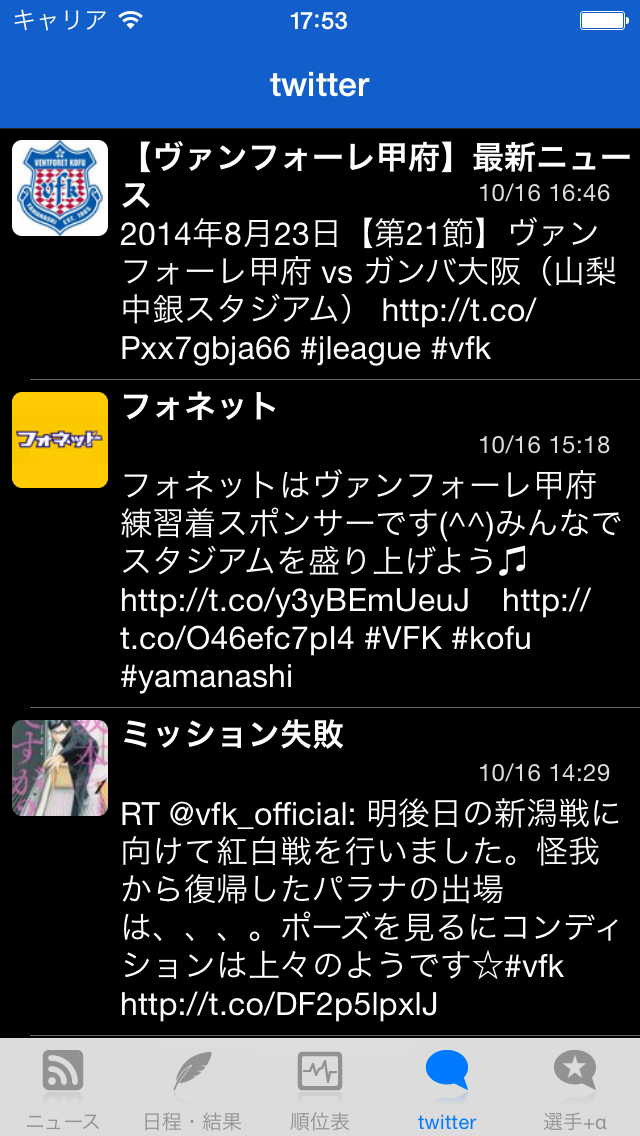 キャリア 17:53
twitter
VENTFORET KOFU
vfk
【ヴァンフォーレ甲府】最新ニュー
ス 10/16 16:46
2014年8月23日【第21節】ヴァン
フォーレ甲府 vs ガンバ大阪（山梨
中銀スタジアム） http://t.co/
Pxx7gbja66 #jleague #vfk
フォネット
フォネット
10/16 15:18
フォネットはヴァンフォーレ甲府
練習着スポンサーです(^^)みんなで
スタジアムを盛り上げよう♫
http://t.co/y3yBEmUeuJ　http://
t.co/O46efc7pI4 #VFK #kofu
#yamanashi
ミッション失敗
10/16 14:29
RT @vfk_official: 明後日の新潟戦に
向けて紅白戦を行いました。怪我
から復帰したパラナの出場
は、、、。ポーズを見るにコンディ
ションは上々のようです☆#vfk
http://t.co/DF2p5lpxlJ
ニュース 日程・結果 順位表 twitter 選手+α